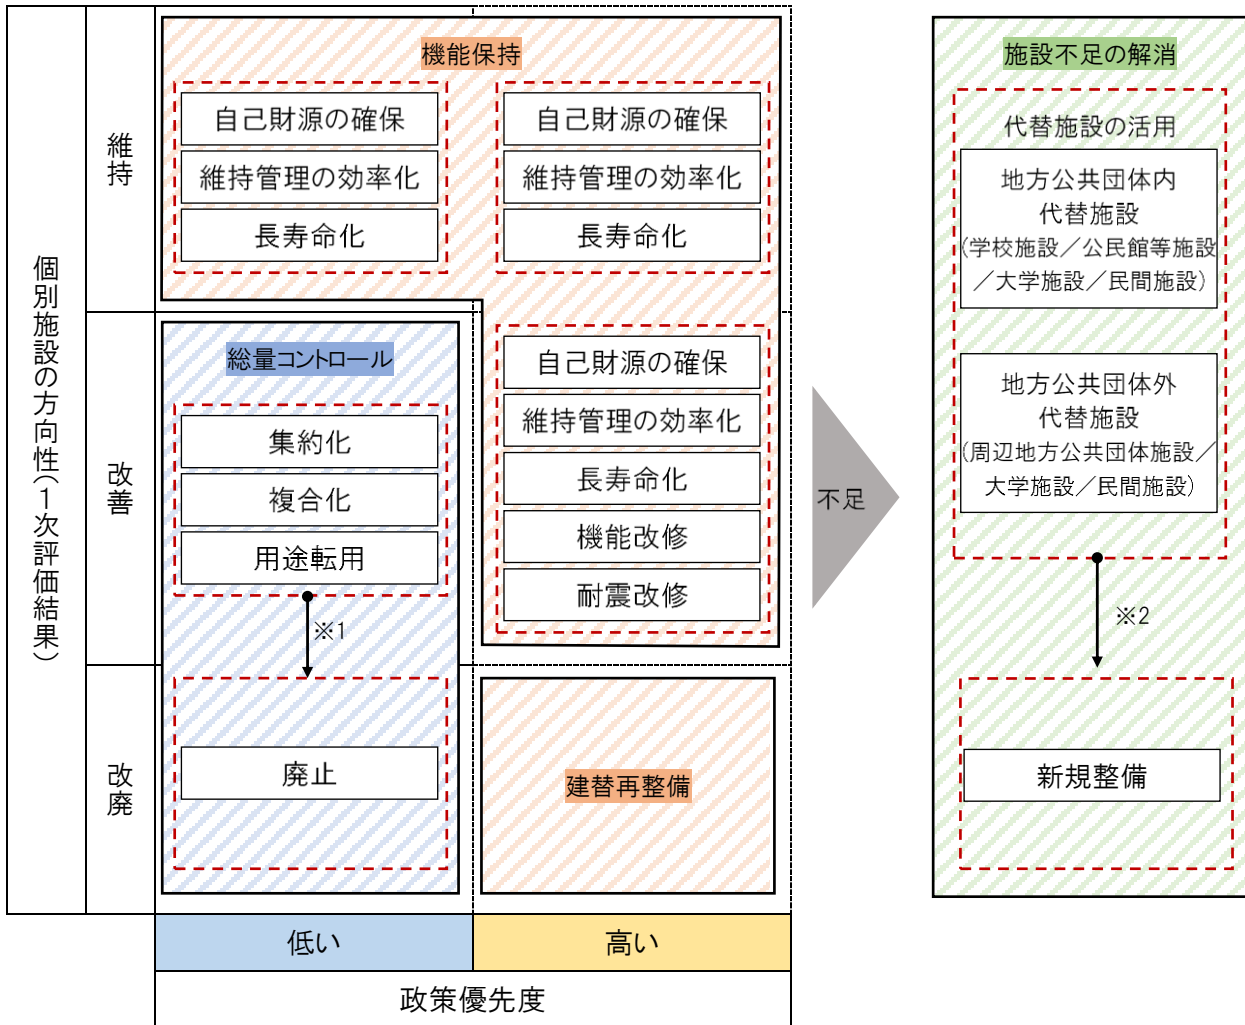 個別施設の方向性（１次評価結果）
維持
機能保持
自己財源の確保
維持管理の効率化
長寿命化
自己財源の確保
維持管理の効率化
長寿命化
改善
総量コントロール
集約化
複合化
用途転用
※1
自己財源の確保
維持管理の効率化
長寿命化
機能改修
耐震改修
改廃
廃止
建替再整備
低い
高い
政策優先度
不足
施設不足の解消
代替施設の活用
地方公共団体内
代替施設
(学校施設／公民館等施設
／大学施設／民間施設)
地方公共団体外
代替施設
(周辺地方公共団体施設／
大学施設／民間施設)
※2
新規整備